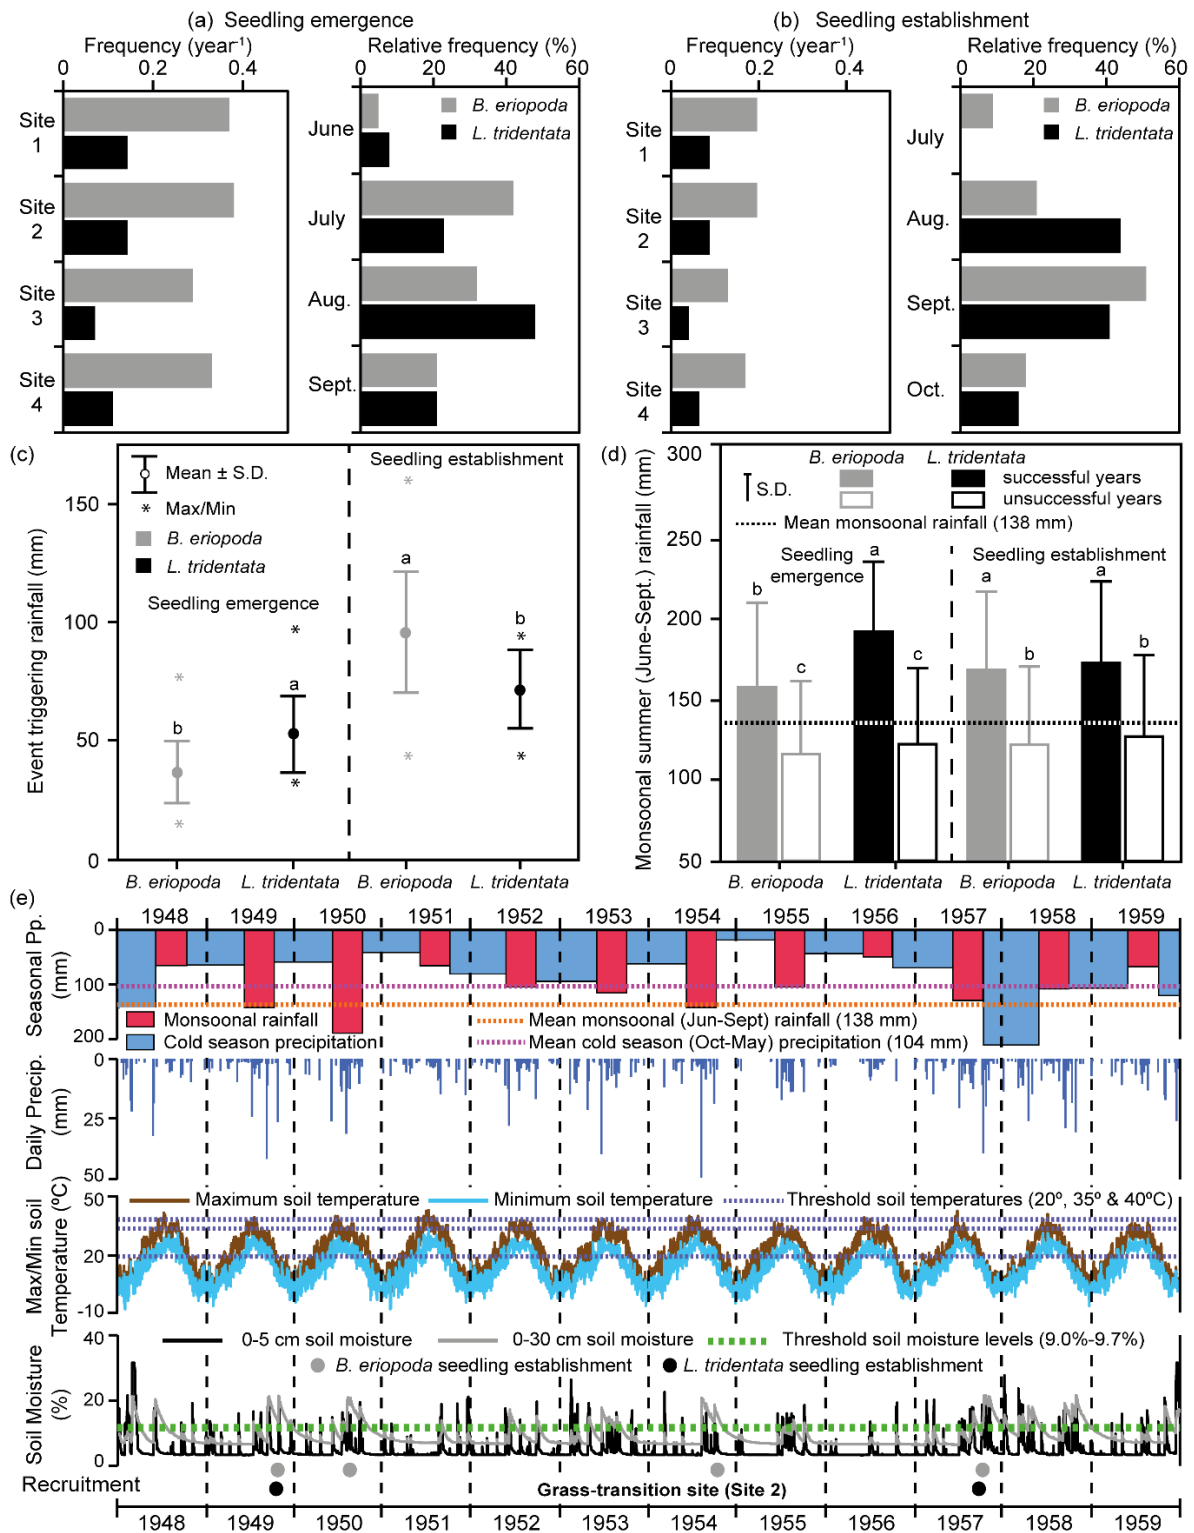 (a) Seedling emergence
Frequency (year⁻¹)
0 0.2 0.4
Site 1
Site 2
Site 3
Site 4
Relative frequency (%)
0 20 40 60
B. eriopoda
L. tridentata
June
July
Aug.
Sept.
(b) Seedling establishment
Frequency (year⁻¹)
0 0.2 0.4
Site 1
Site 2
Site 3
Site 4
Relative frequency (%)
0 20 40 60
B. eriopoda
L. tridentata
July
Aug.
Sept.
Oct.
(c)
Event triggering rainfall (mm)
150
100
50
0
Mean ± S.D.
* Max/Min
B. eriopoda
L. tridentata
Seedling emergence
Seedling establishment
*
b
*
*
a
*
*
a
*
b
*
*
B. eriopoda L. tridentata B. eriopoda L. tridentata
(d)
Monsoonal summer (June-Sept.) rainfall (mm)
300
250
200
150
100
50
B. eriopoda L. tridentata
S.D.
successful years
unsuccessful years
Mean monsoonal rainfall (138 mm)
Seedling emergence
Seedling establishment
b c a c a b a b
B. eriopoda L. tridentata B. eriopoda L. tridentata
(e)
1948 1949 1950 1951 1952 1953 1954 1955 1956 1957 1958 1959
Seasonal Pp. (mm)
0
100
200
Monsoonal rainfall
Mean monsoonal (Jun-Sept) rainfall (138 mm)
Cold season precipitation
Mean cold season (Oct-May) precipitation (104 mm)
Daily Precip. (mm)
0
25
50
Max/Min soil Temperature (ºC)
50
20
-10
Maximum soil temperature
Minimum soil temperature
Threshold soil temperatures (20º, 35º & 40ºC)
Soil Moisture (%)
40
20
0
0-5 cm soil moisture
0-30 cm soil moisture
Threshold soil moisture levels (9.0%-9.7%)
B. eriopoda seedling establishment
L. tridentata seedling establishment
Recruitment
Grass-transition site (Site 2)
1948 1949 1950 1951 1952 1953 1954 1955 1956 1957 1958 1959